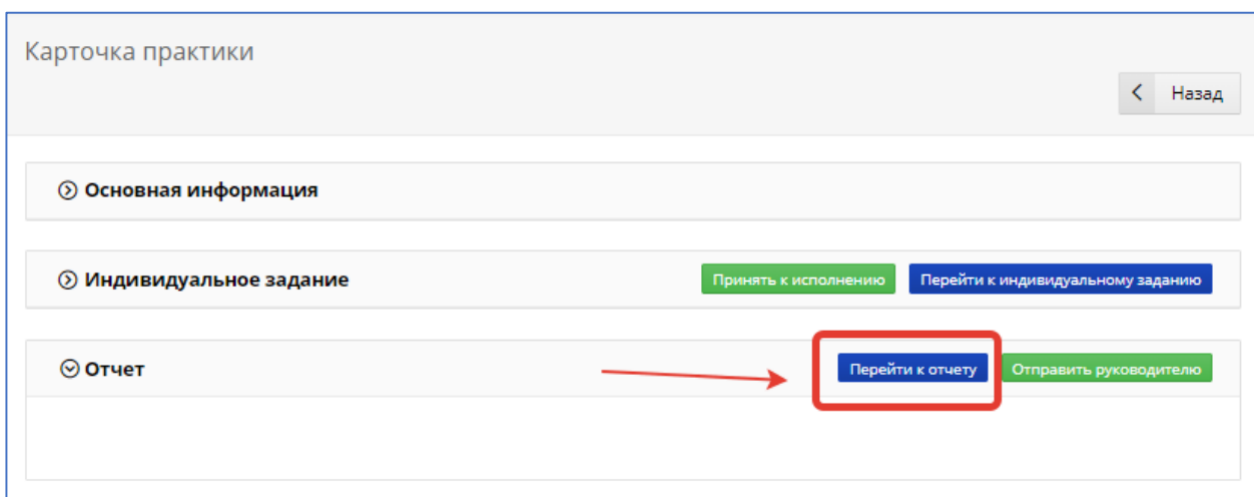 Карточка практики
Назад
Основная информация
Индивидуальное задание Принять к исполнению Перейти к индивидуальному заданию
Отчет Перейти к отчету Отправить руководителю